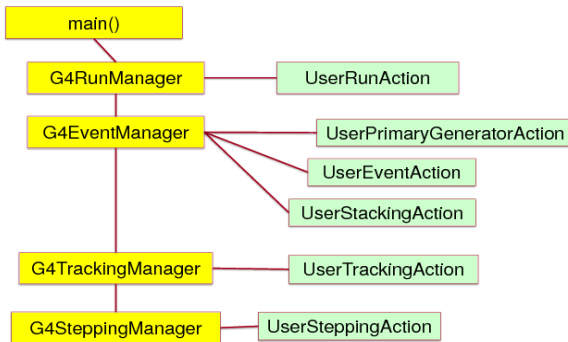 main()
G4RunManager
UserRunAction
G4EventManager
UserPrimaryGeneratorAction
UserEventAction
UserStackingAction
G4TrackingManager
UserTrackingAction
G4SteppingManager
UserSteppingAction